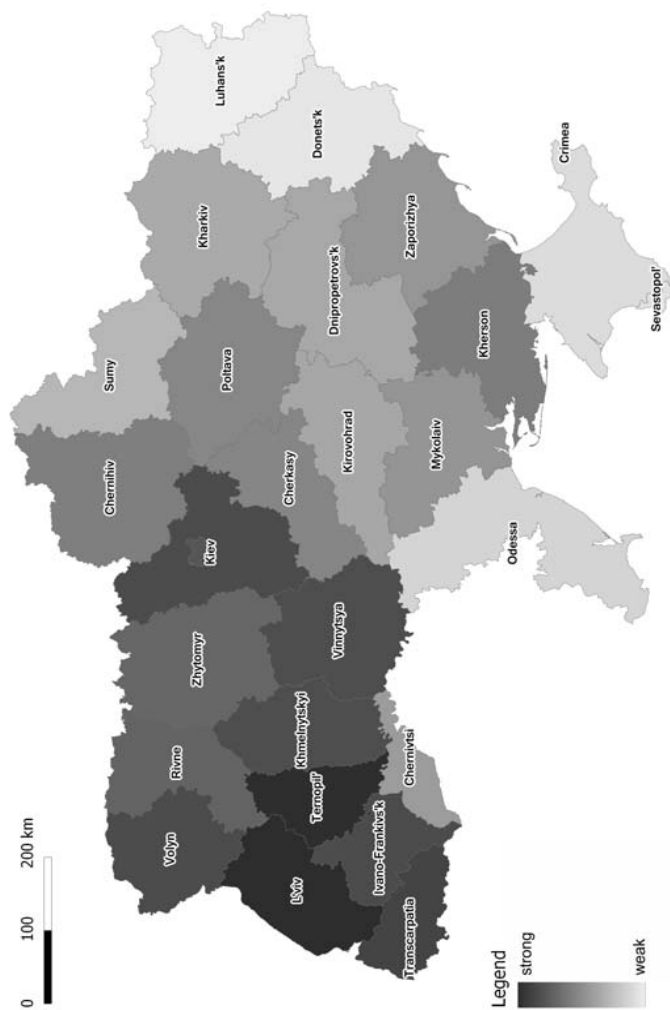 0 100 200 km
Chernihiv
Sumy
Volyn
Rivne
Zhytomyr
Kiev
Poltava
Kharkiv
Luhans'k
L'viv
Ternopil'
Khmelnytskyi
Vinnytsya
Cherkasy
Kirovohrad
Dnipropetrovs'k
Donets'k
Transcarpatia
Ivano-Frankivs'k
Chernivtsi
Odessa
Mykolaiv
Kherson
Zaporizhya
Crimea
Sevastopol'
Legend
strong
weak